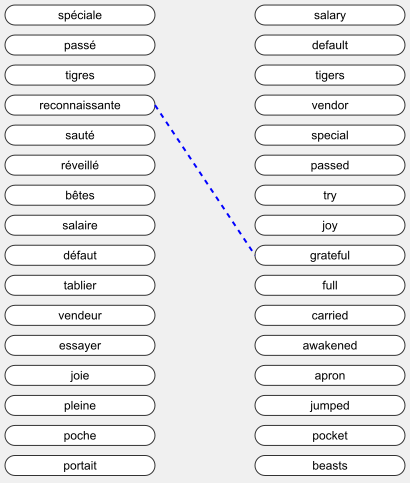 spéciale salary
passé default
tigres tigers
reconnaissante vendor
sauté special
réveillé passed
bêtes try
salaire joy
défaut grateful
tablier full
vendeur carried
essayer awakened
joie apron
pleine jumped
poche pocket
portait beasts